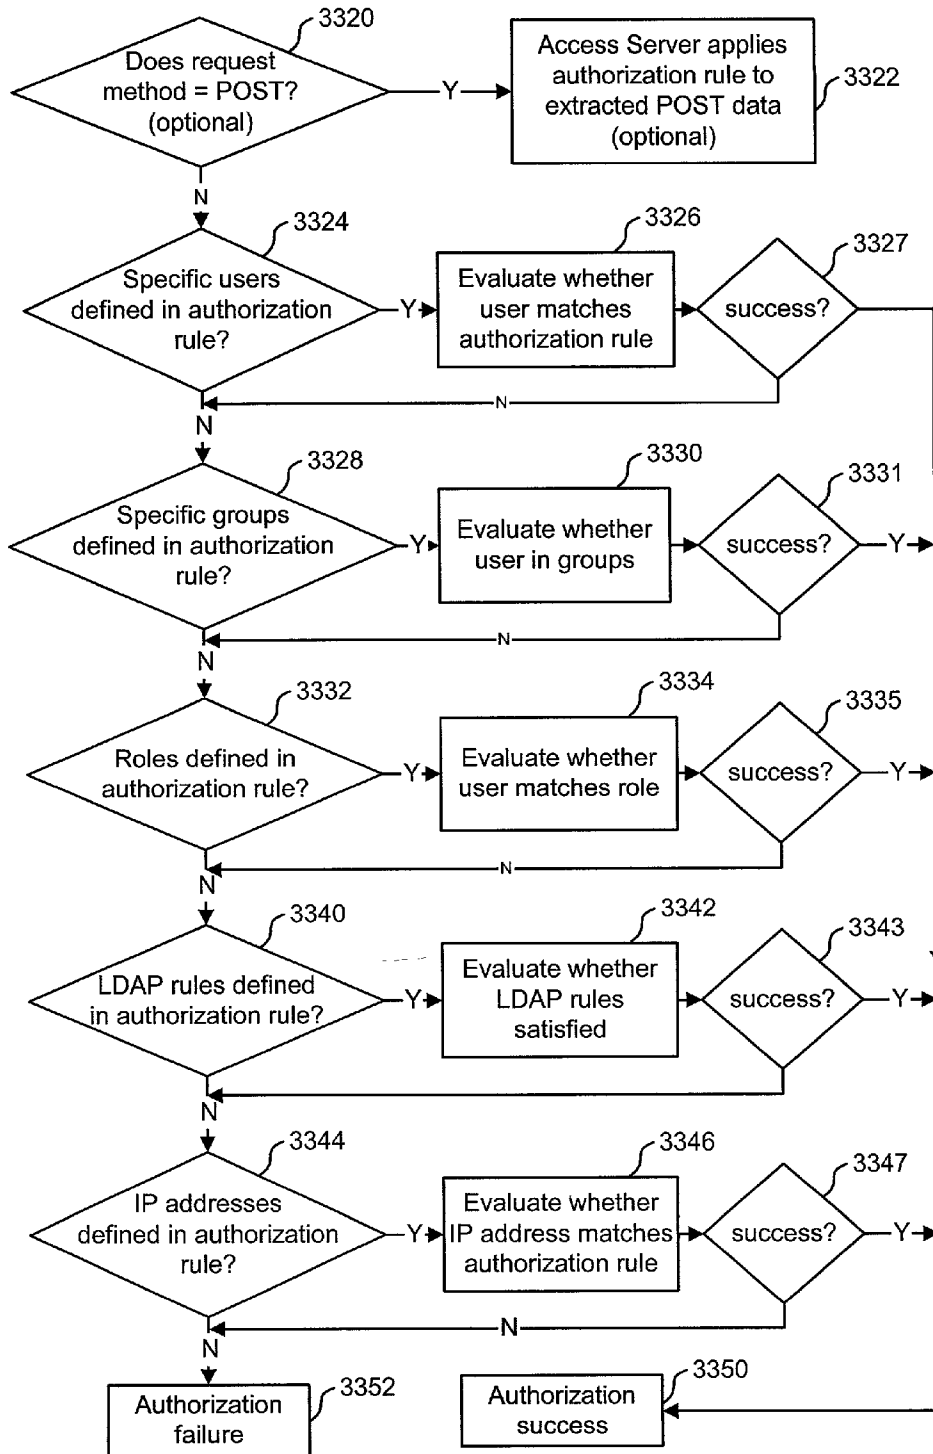 3320
Does request
method = POST?
(optional)
Y
Access Server applies
authorization rule to
extracted POST data
(optional)
3322
N
3324
Specific users
defined in authorization
rule?
Y
3326
Evaluate whether
user matches
authorization rule
3327
success?
N
N
3328
Specific groups
defined in authorization
rule?
Y
3330
Evaluate whether
user in groups
3331
success?
Y
N
N
3332
Roles defined in
authorization rule?
Y
3334
Evaluate whether
user matches role
3335
success?
Y
N
N
3340
LDAP rules defined
in authorization rule?
Y
3342
Evaluate whether
LDAP rules
satisfied
3343
success?
Y
N
3344
IP addresses
defined in authorization
rule?
Y
3346
Evaluate whether
IP address matches
authorization rule
3347
success?
Y
N
N
Authorization
failure
3352
Authorization
success
3350